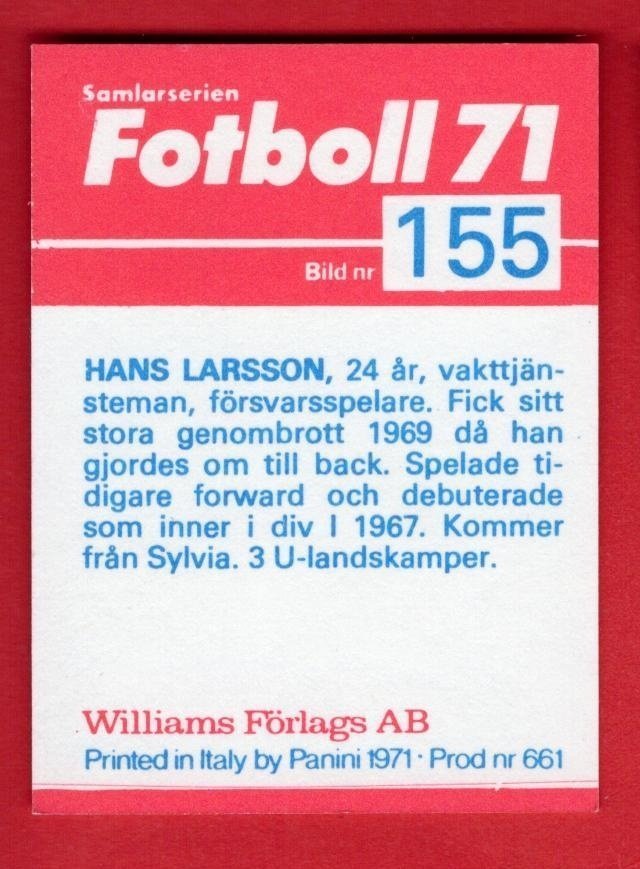 Samlarserien
Fotboll 71
Bild nr 155
HANS LARSSON, 24 år, vakttjän-
steman, försvarsspelare. Fick sitt
stora genombrott 1969 då han
gjordes om till back. Spelade ti-
digare forward och debuterade
som inner i div I 1967. Kommer
från Sylvia. 3 U-landskamper.
Williams Förlags AB
Printed in Italy by Panini 1971 · Prod nr 661